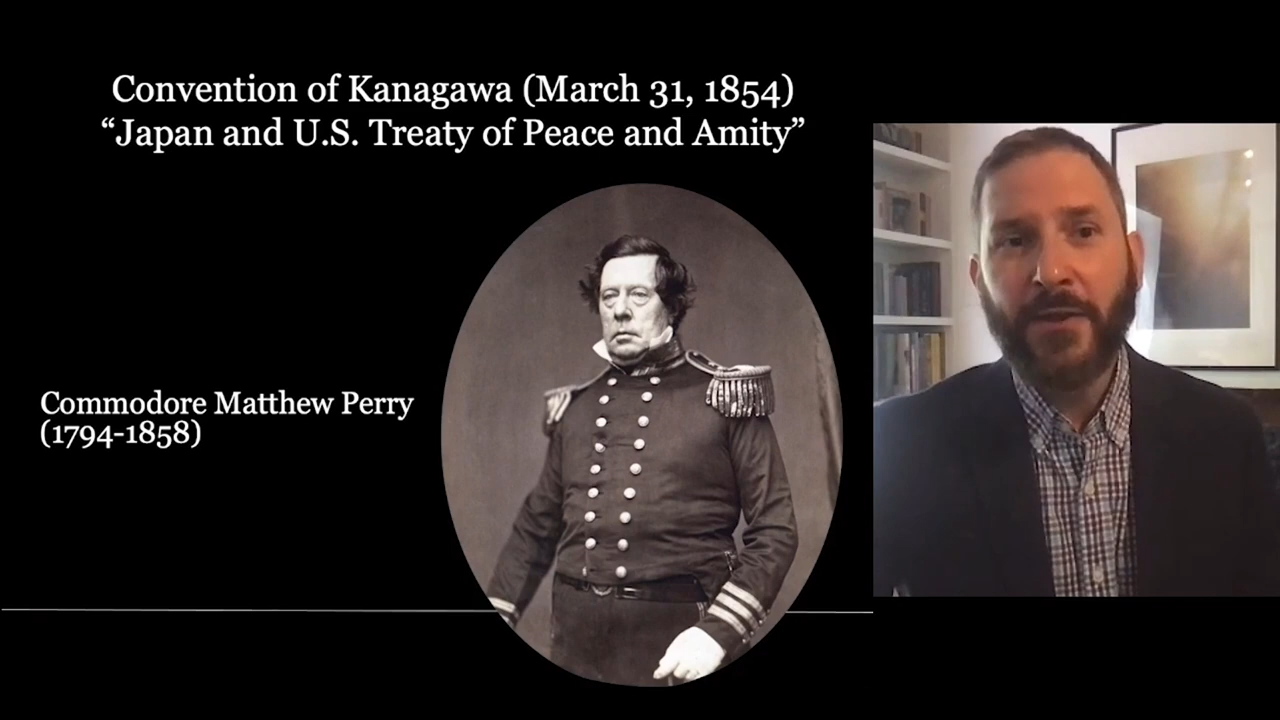 Convention of Kanagawa (March 31, 1854)
“Japan and U.S. Treaty of Peace and Amity”
Commodore Matthew Perry
(1794-1858)